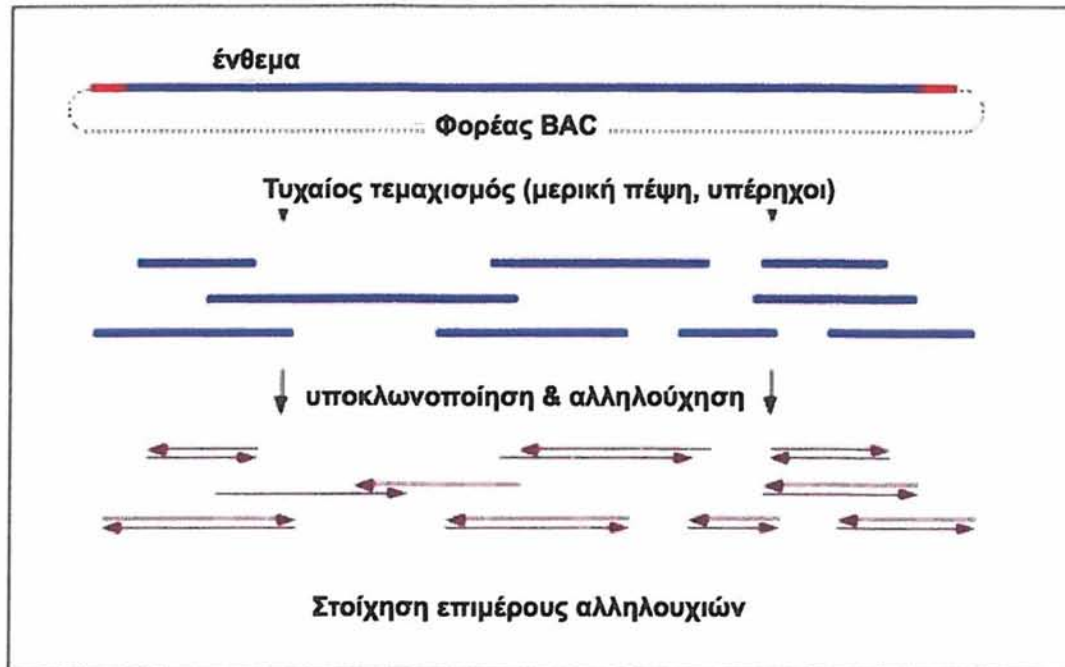 ένθεμα
Φορέας BAC
Τυχαίος τεμαχισμός (μερική πέψη, υπέρηχοι)
υποκλωνοποίηση & αλληλούχηση
Στοίχηση επιμέρους αλληλουχιών